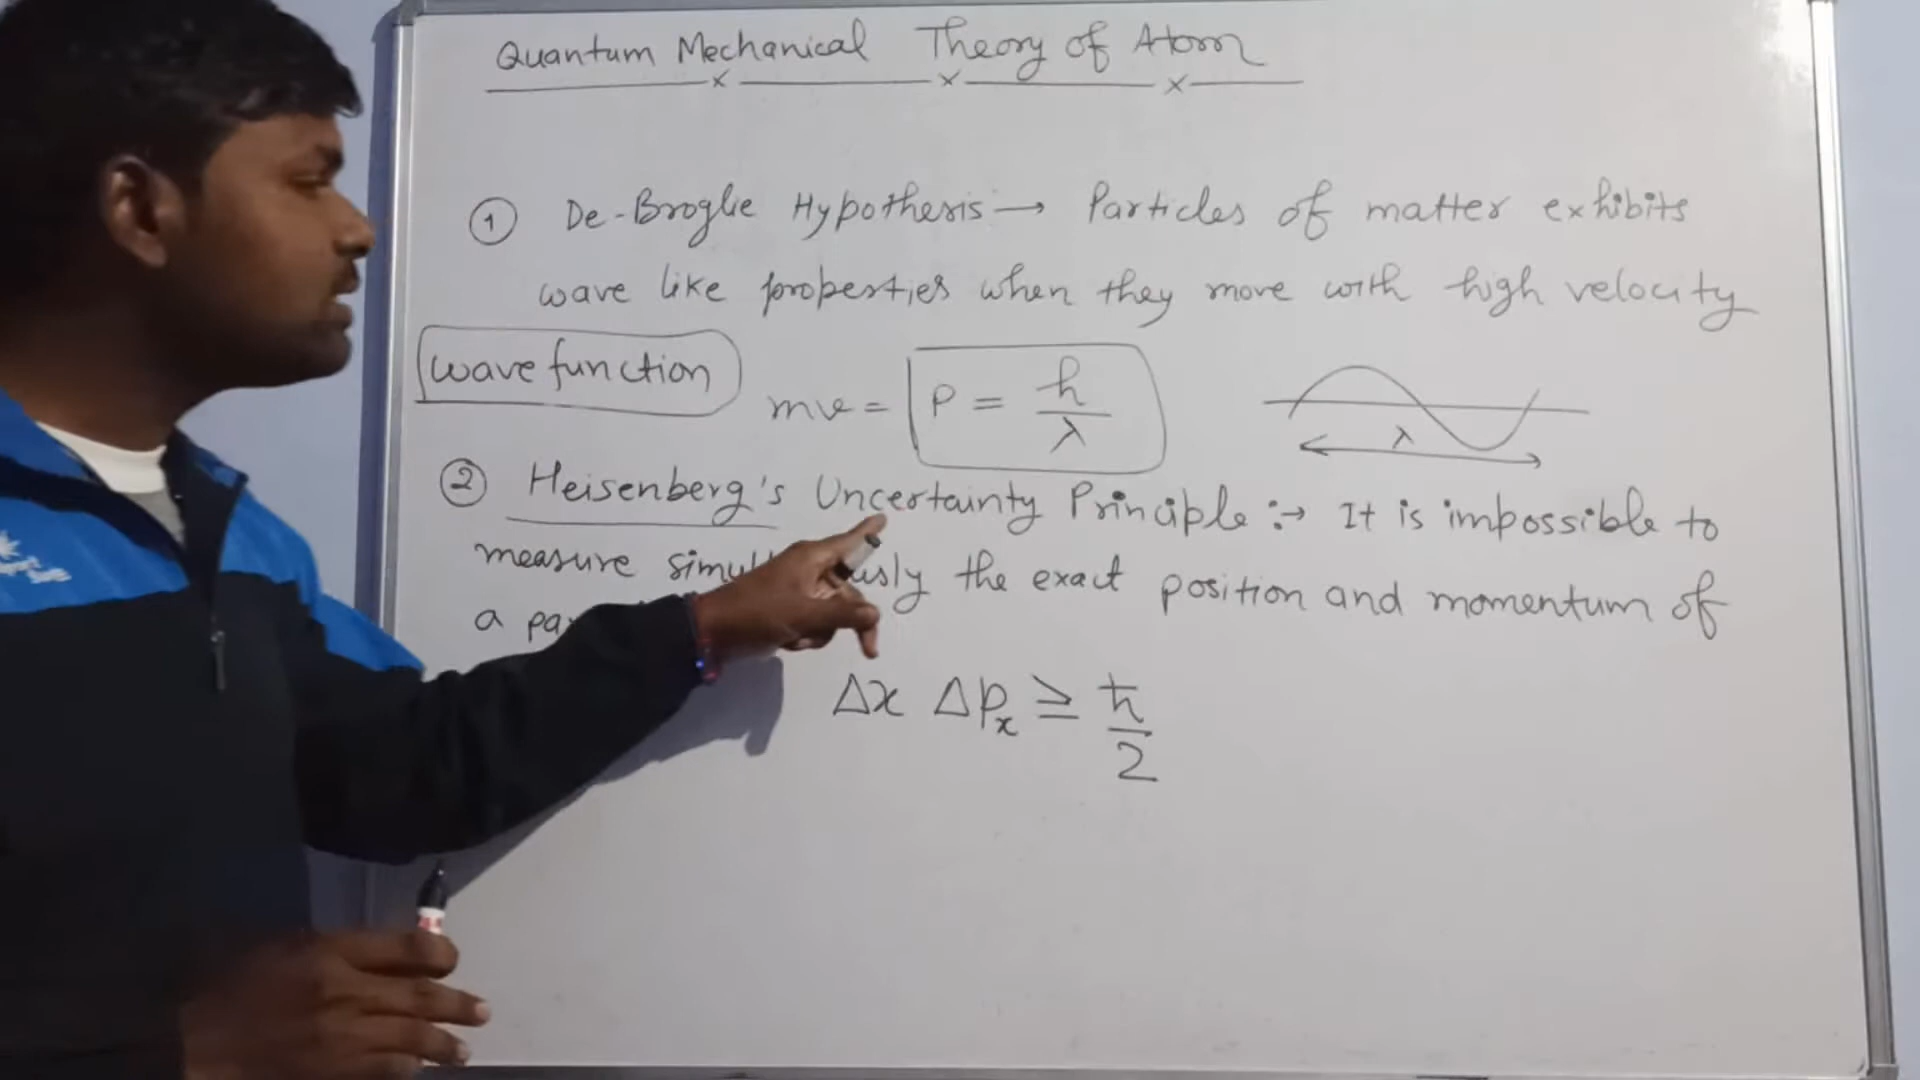 Quantum Mechanical Theory of Atom
① De-Broglie Hypothesis → Particles of matter exhibits
wave like properties when they move with high velocity
wave function
mv = P = h/λ
λ
② Heisenberg's Uncertainty Principle :→ It is impossible to
measure the exact position and momentum of
a
Δx Δpₓ ≥ ħ/2